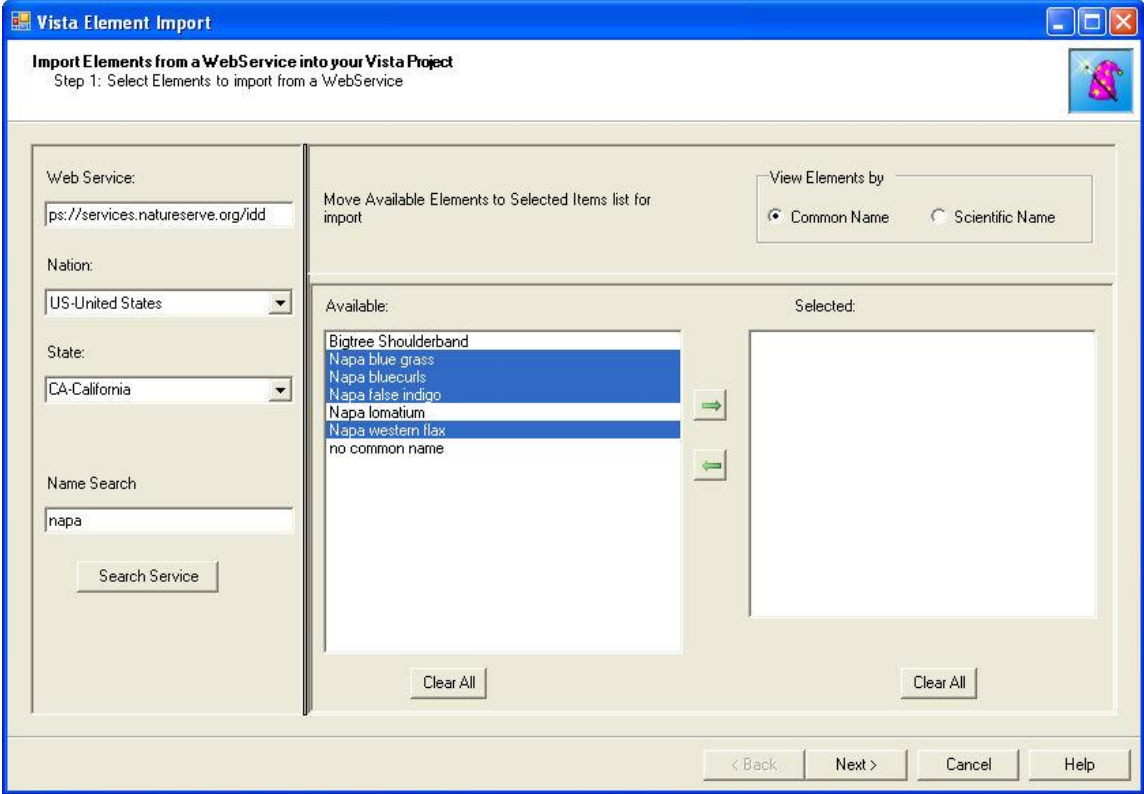 Vista Element Import
Import Elements from a WebService into your Vista Project
Step 1: Select Elements to import from a WebService
Web Service:
ps://services.natureserve.org/idd
Nation:
US-United States
State:
CA-California
Name Search
napa
Search Service
Move Available Elements to Selected Items list for
import
View Elements by
Common Name
Scientific Name
Available:
Bigtree Shoulderband
Napa blue grass
Napa bluecurls
Napa false indigo
Napa lomatium
Napa western flax
no common name
Clear All
Selected:
Clear All
< Back
Next >
Cancel
Help